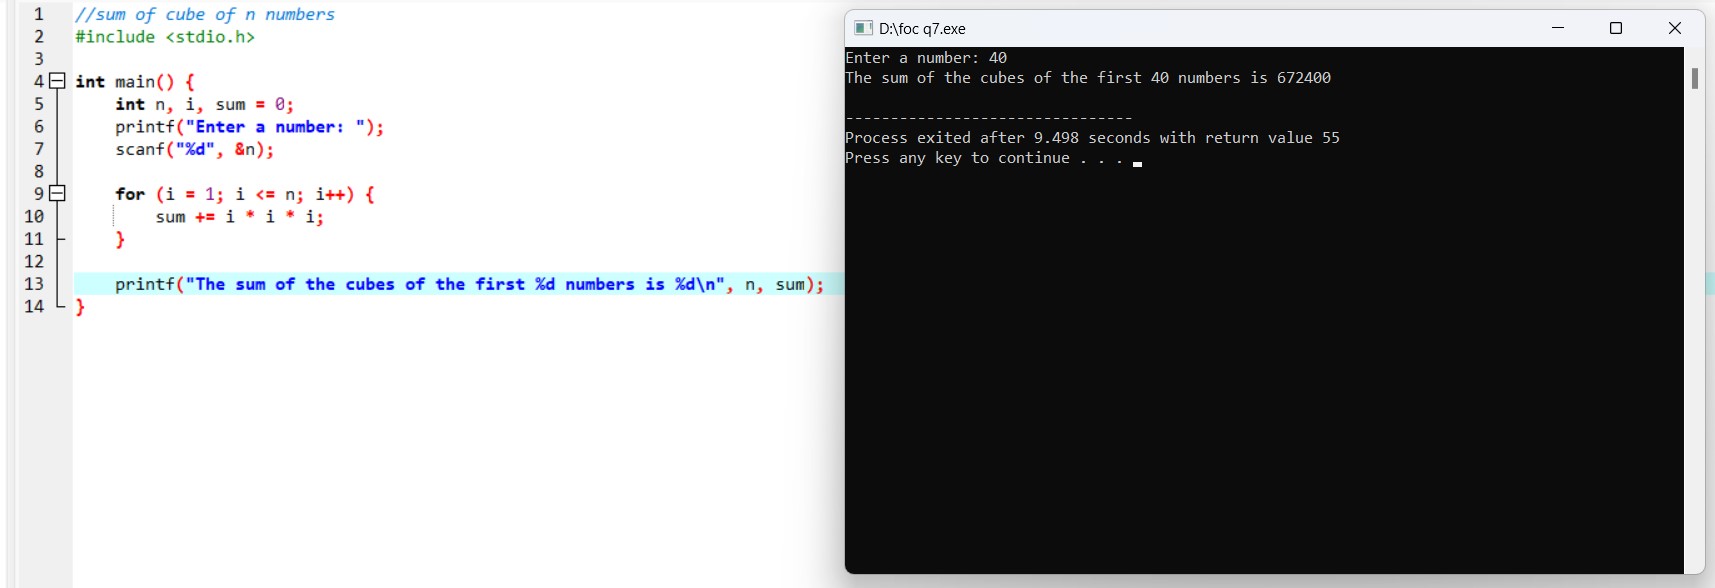 1 //sum of cube of n numbers
2 #include <stdio.h>
3
4 int main() {
5 int n, i, sum = 0;
6 printf("Enter a number: ");
7 scanf("%d", &n);
8
9 for (i = 1; i <= n; i++) {
10 sum += i * i * i;
11 }
12
13 printf("The sum of the cubes of the first %d numbers is %d\n", n, sum);
14 }
D:\foc q7.exe
Enter a number: 40
The sum of the cubes of the first 40 numbers is 672400
--------------------------------
Process exited after 9.498 seconds with return value 55
Press any key to continue . . .